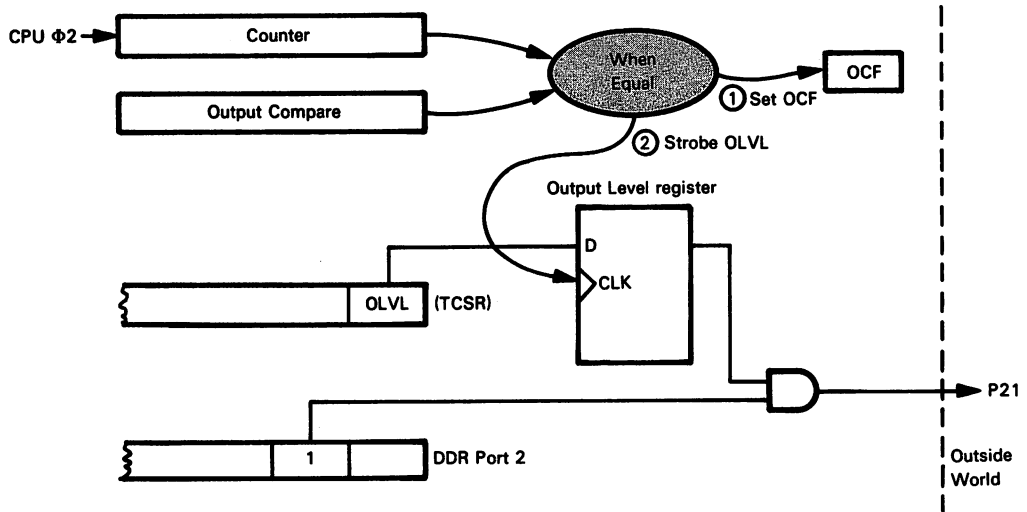 CPU Φ2
Counter
Output Compare
When
Equal
OCF
① Set OCF
② Strobe OLVL
Output Level register
D
CLK
OLVL
(TCSR)
1
DDR Port 2
P21
Outside
World